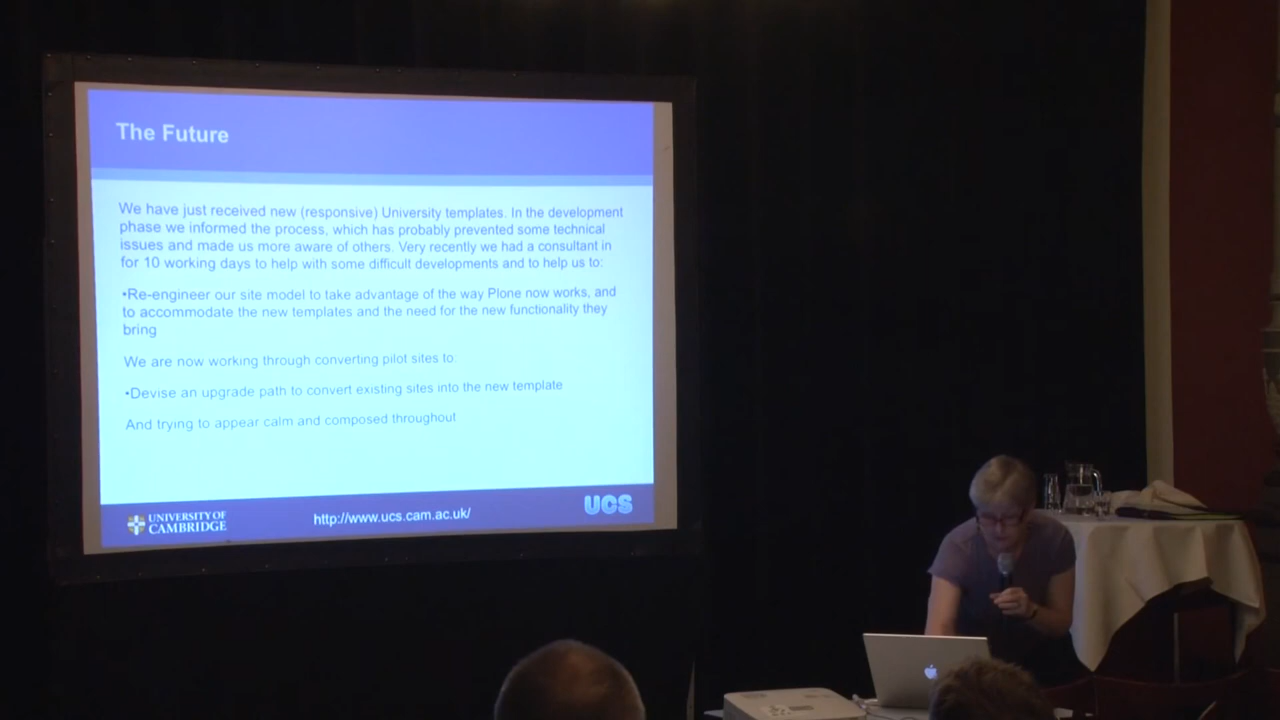 The Future
We have just received new (responsive) University templates. In the development
phase we informed the process, which has probably prevented some technical
issues and made us more aware of others. Very recently we had a consultant in
for 10 working days to help with some difficult developments and to help us to:
•Re-engineer our site model to take advantage of the way Plone now works, and
to accommodate the new templates and the need for the new functionality they
bring
We are now working through converting pilot sites to:
•Devise an upgrade path to convert existing sites into the new template
And trying to appear calm and composed throughout
UNIVERSITY OF
CAMBRIDGE
http://www.ucs.cam.ac.uk/
UCS